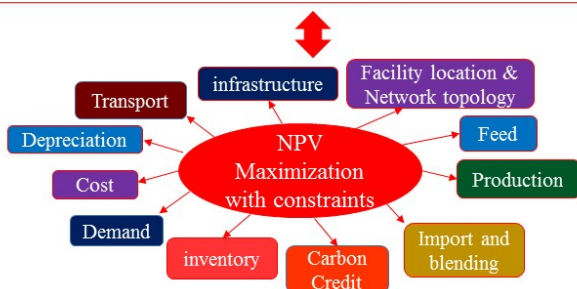 infrastructure
Facility location &
Network topology
Transport
Depreciation
NPV
Maximization
with constraints
Feed
Cost
Production
Demand
inventory
Carbon
Credit
Import and
blending